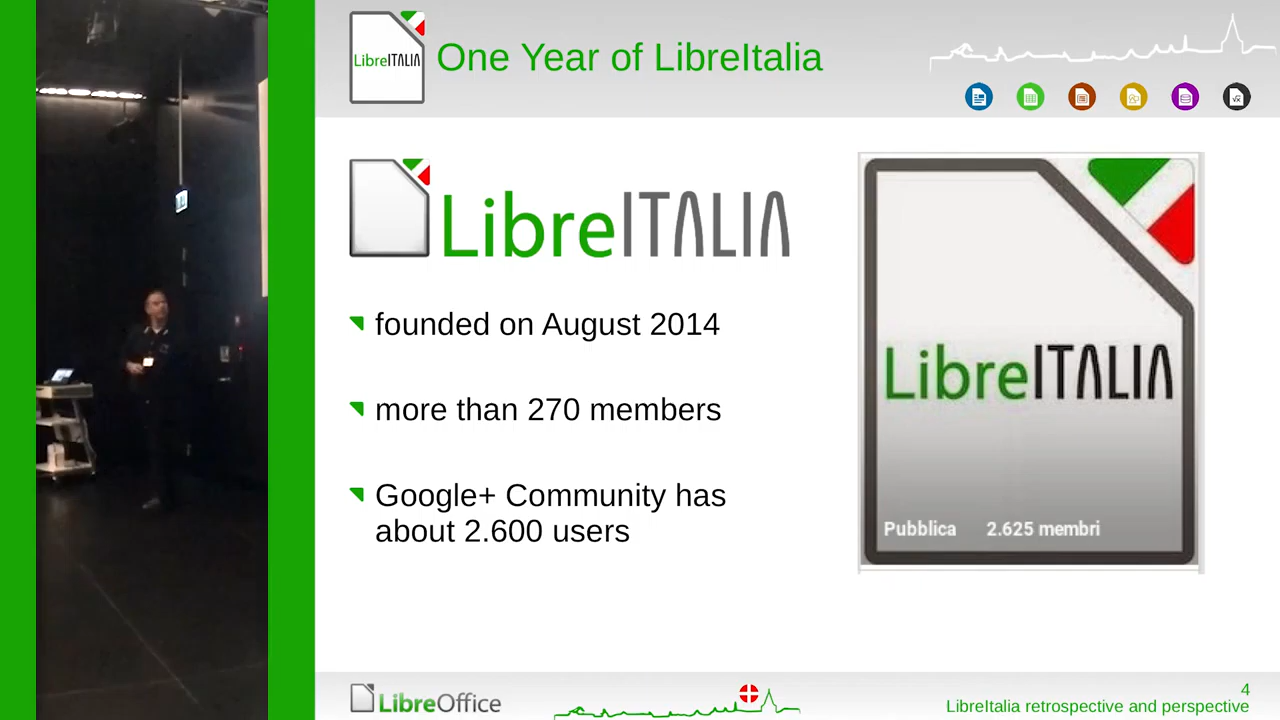 LibreITALIA
One Year of LibreItalia
LibreITALIA
founded on August 2014
more than 270 members
Google+ Community has
about 2.600 users
LibreITALIA
Pubblica 2.625 membri
LibreOffice
4
LibreItalia retrospective and perspective